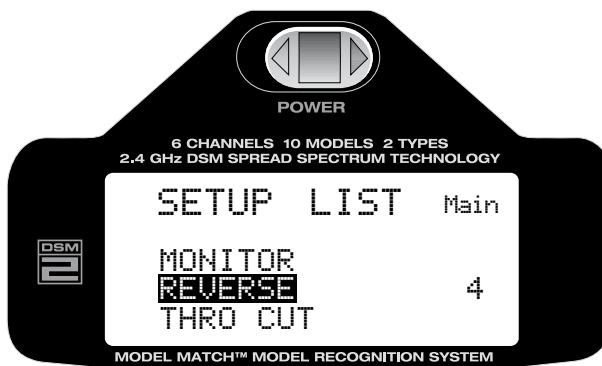 POWER
6 CHANNELS 10 MODELS 2 TYPES
2.4 GHz DSM SPREAD SPECTRUM TECHNOLOGY
SETUP LIST Main
DSM
2
MONITOR
REVERSE 4
THRO CUT
MODEL MATCH™ MODEL RECOGNITION SYSTEM